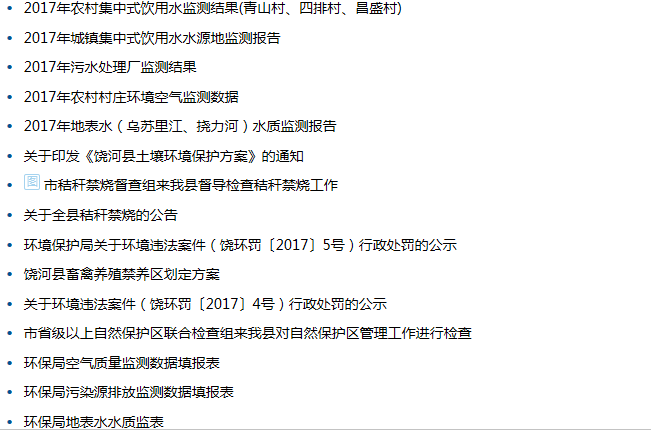 2017年农村集中式饮用水监测结果(青山村、四排村、昌盛村)
2017年城镇集中式饮用水水源地监测报告
2017年污水处理厂监测结果
2017年农村村庄环境空气监测数据
2017年地表水（乌苏里江、挠力河）水质监测报告
关于印发《饶河县土壤环境保护方案》的通知
图 市秸秆禁烧督查组来我县督导检查秸秆禁烧工作
关于全县秸秆禁烧的公告
环境保护局关于环境违法案件（饶环罚〔2017〕5号）行政处罚的公示
饶河县畜禽养殖禁养区划定方案
关于环境违法案件（饶环罚〔2017〕4号）行政处罚的公示
市省级以上自然保护区联合检查组来我县对自然保护区管理工作进行检查
环保局空气质量监测数据填报表
环保局污染源排放监测数据填报表
环保局地表水水质监表